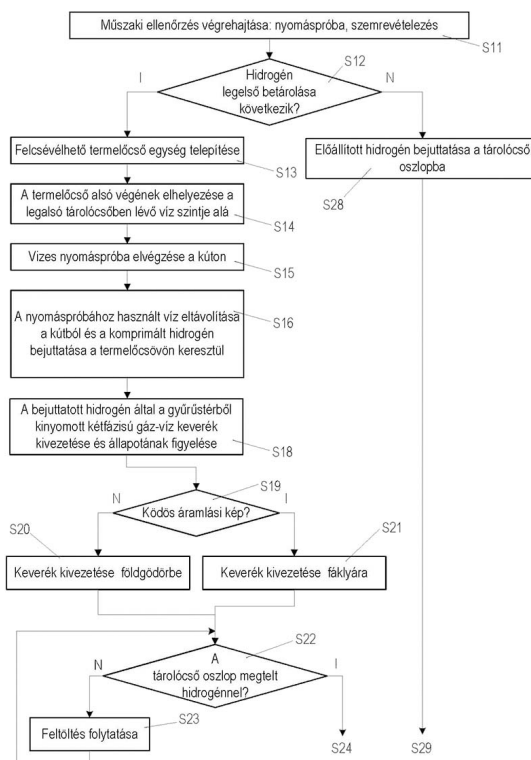 Műszaki ellenőrzés végrehajtása: nyomáspróba, szemrevételezés
S11
S12
I
Hidrogén
legelső betárolása
következik?
N
Felcsévélhető termelőcső egység telepítése
S13
Előállított hidrogén bejuttatása a tárolócső
oszlopba
S28
A termelőcső alsó végének elhelyezése a
legalsó tárolócsőben lévő víz szintje alá
S14
Vizes nyomáspróba elvégzése a kúton
S15
A nyomáspróbához használt víz eltávolítása
a kútból és a komprimált hidrogén
bejuttatása a termelőcsövön keresztül
S16
A bejuttatott hidrogén által a gyűrűstérből
kinyomott kétfázisú gáz-víz keverék
kivezetése és állapotának figyelése
S18
S19
N
Ködös áramlási kép?
I
S20
S21
Keverék kivezetése földgödörbe
Keverék kivezetése fáklyára
S22
N
A
tárolócső oszlop megtelt
hidrogénnel?
I
S23
Feltöltés folytatása
S24
S29